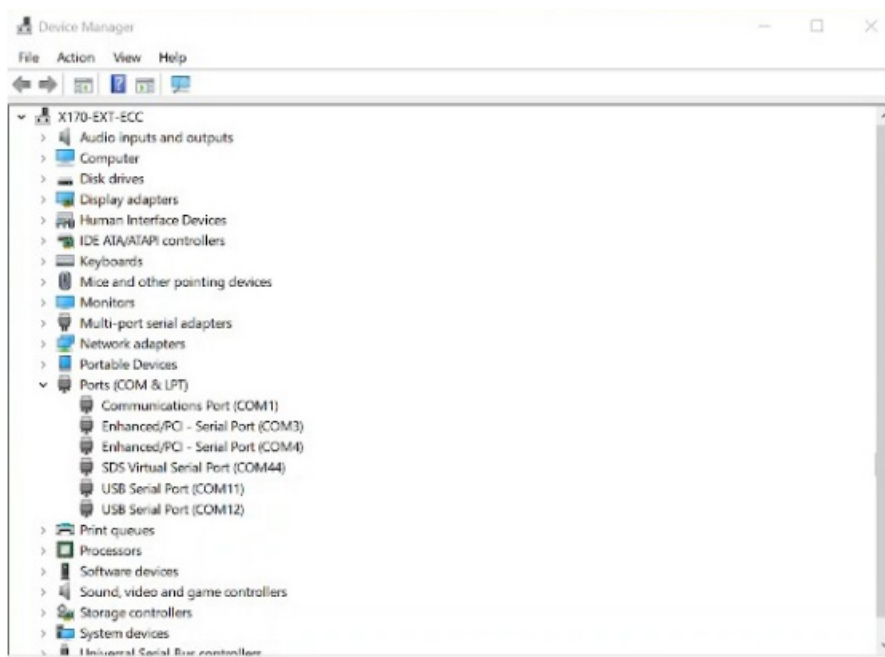 Device Manager
File Action View Help
X170-EXT-ECC
Audio inputs and outputs
Computer
Disk drives
Display adapters
Human Interface Devices
IDE ATA/ATAPI controllers
Keyboards
Mice and other pointing devices
Monitors
Multi-port serial adapters
Network adapters
Portable Devices
Ports (COM & LPT)
Communications Port (COM1)
Enhanced/PCI - Serial Port (COM3)
Enhanced/PCI - Serial Port (COM4)
SDS Virtual Serial Port (COM44)
USB Serial Port (COM11)
USB Serial Port (COM12)
Print queues
Processors
Software devices
Sound, video and game controllers
Storage controllers
System devices
Universal Serial Bus controllers